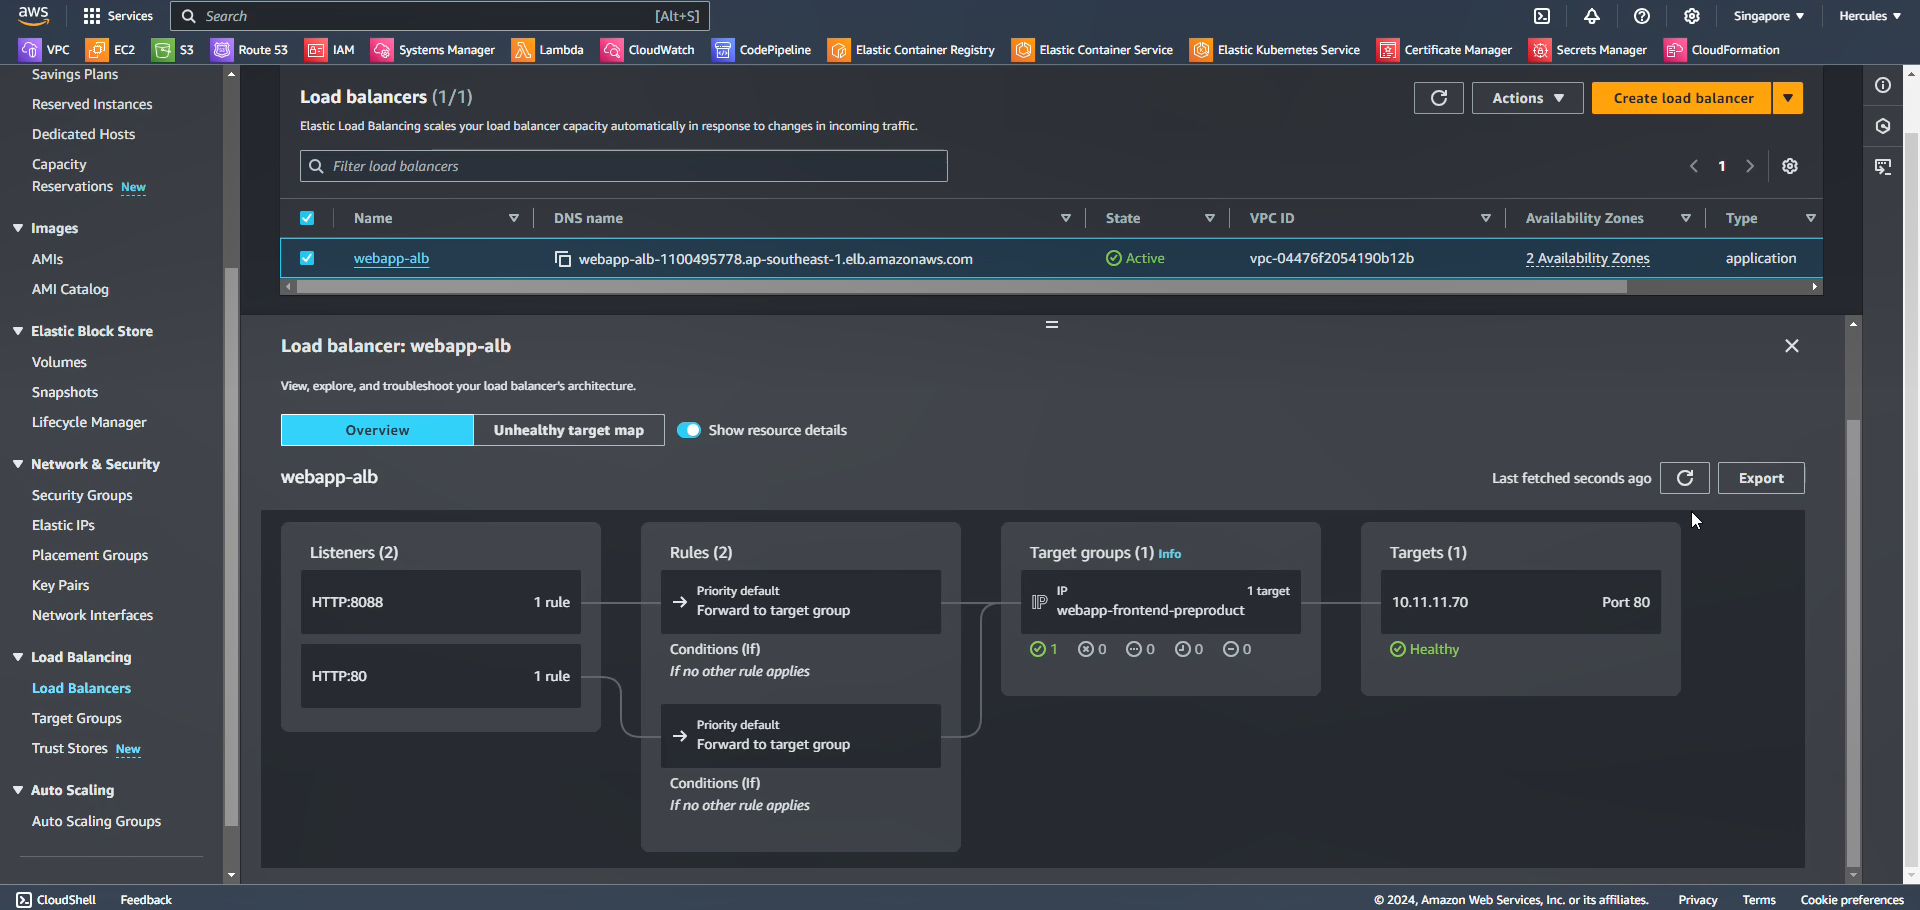 aws
Services
Search
[Alt+S]
Singapore
Hercules
VPC
EC2
S3
Route 53
IAM
Systems Manager
Lambda
CloudWatch
CodePipeline
Elastic Container Registry
Elastic Container Service
Elastic Kubernetes Service
Certificate Manager
Secrets Manager
CloudFormation
Savings Plans
Reserved Instances
Dedicated Hosts
Capacity
Reservations New
Images
AMIs
AMI Catalog
Elastic Block Store
Volumes
Snapshots
Lifecycle Manager
Network & Security
Security Groups
Elastic IPs
Placement Groups
Key Pairs
Network Interfaces
Load Balancing
Load Balancers
Target Groups
Trust Stores New
Auto Scaling
Auto Scaling Groups
Load balancers (1/1)
Elastic Load Balancing scales your load balancer capacity automatically in response to changes in incoming traffic.
Actions
Create load balancer
Filter load balancers
1
Name
DNS name
State
VPC ID
Availability Zones
Type
webapp-alb
webapp-alb-1100495778.ap-southeast-1.elb.amazonaws.com
Active
vpc-04476f2054190b12b
2 Availability Zones
application
Load balancer: webapp-alb
View, explore, and troubleshoot your load balancer's architecture.
Overview
Unhealthy target map
Show resource details
webapp-alb
Last fetched seconds ago
Export
Listeners (2)
HTTP:8088
1 rule
HTTP:80
1 rule
Rules (2)
Priority default
Forward to target group
Conditions (If)
If no other rule applies
Priority default
Forward to target group
Conditions (If)
If no other rule applies
Target groups (1) Info
IP
IP
1 target
webapp-frontend-preproduct
1
0
0
0
0
Targets (1)
10.11.11.70
Port 80
Healthy
CloudShell
Feedback
© 2024, Amazon Web Services, Inc. or its affiliates.
Privacy
Terms
Cookie preferences